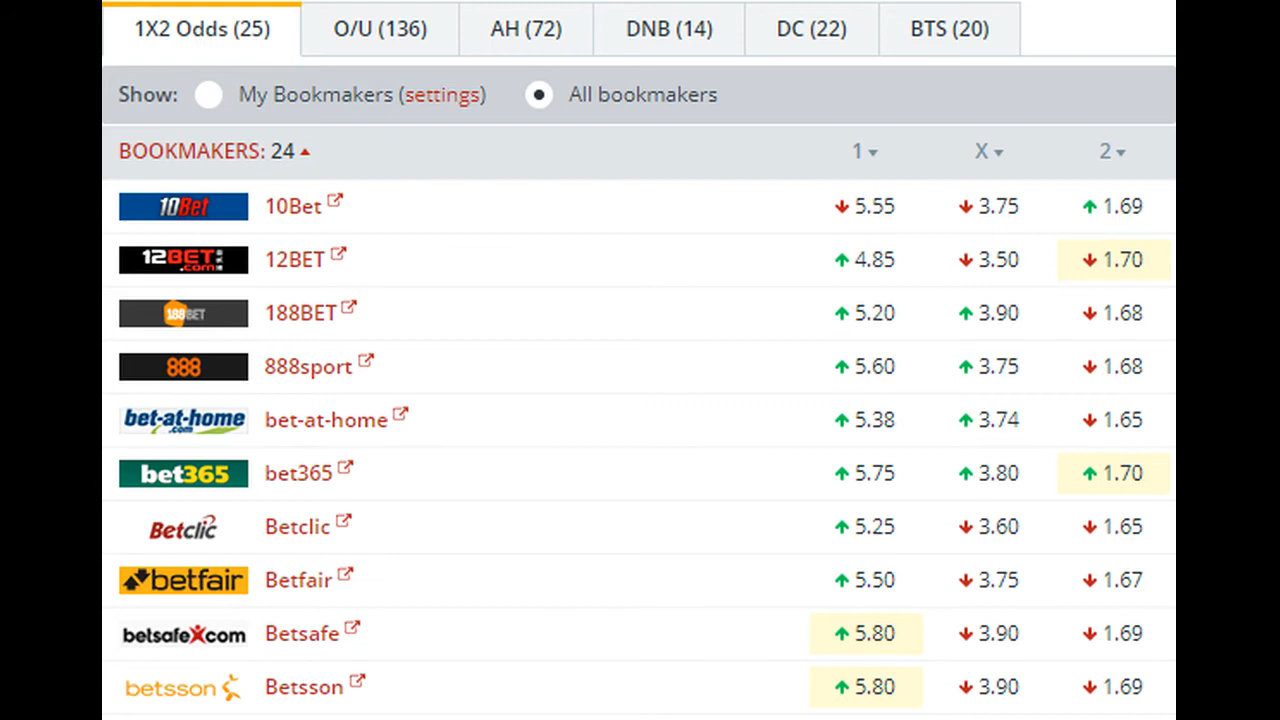 1X2 Odds (25) O/U (136) AH (72) DNB (14) DC (22) BTS (20)
Show: My Bookmakers (settings) All bookmakers
BOOKMAKERS: 24 1 X 2
10Bet 10Bet 5.55 3.75 1.69
12BET.com 12BET 4.85 3.50 1.70
188BET 188BET 5.20 3.90 1.68
888 888sport 5.60 3.75 1.68
bet-at-home.com bet-at-home 5.38 3.74 1.65
bet365 bet365 5.75 3.80 1.70
Betclic Betclic 5.25 3.60 1.65
betfair Betfair 5.50 3.75 1.67
betsafe.com Betsafe 5.80 3.90 1.69
betsson Betsson 5.80 3.90 1.69